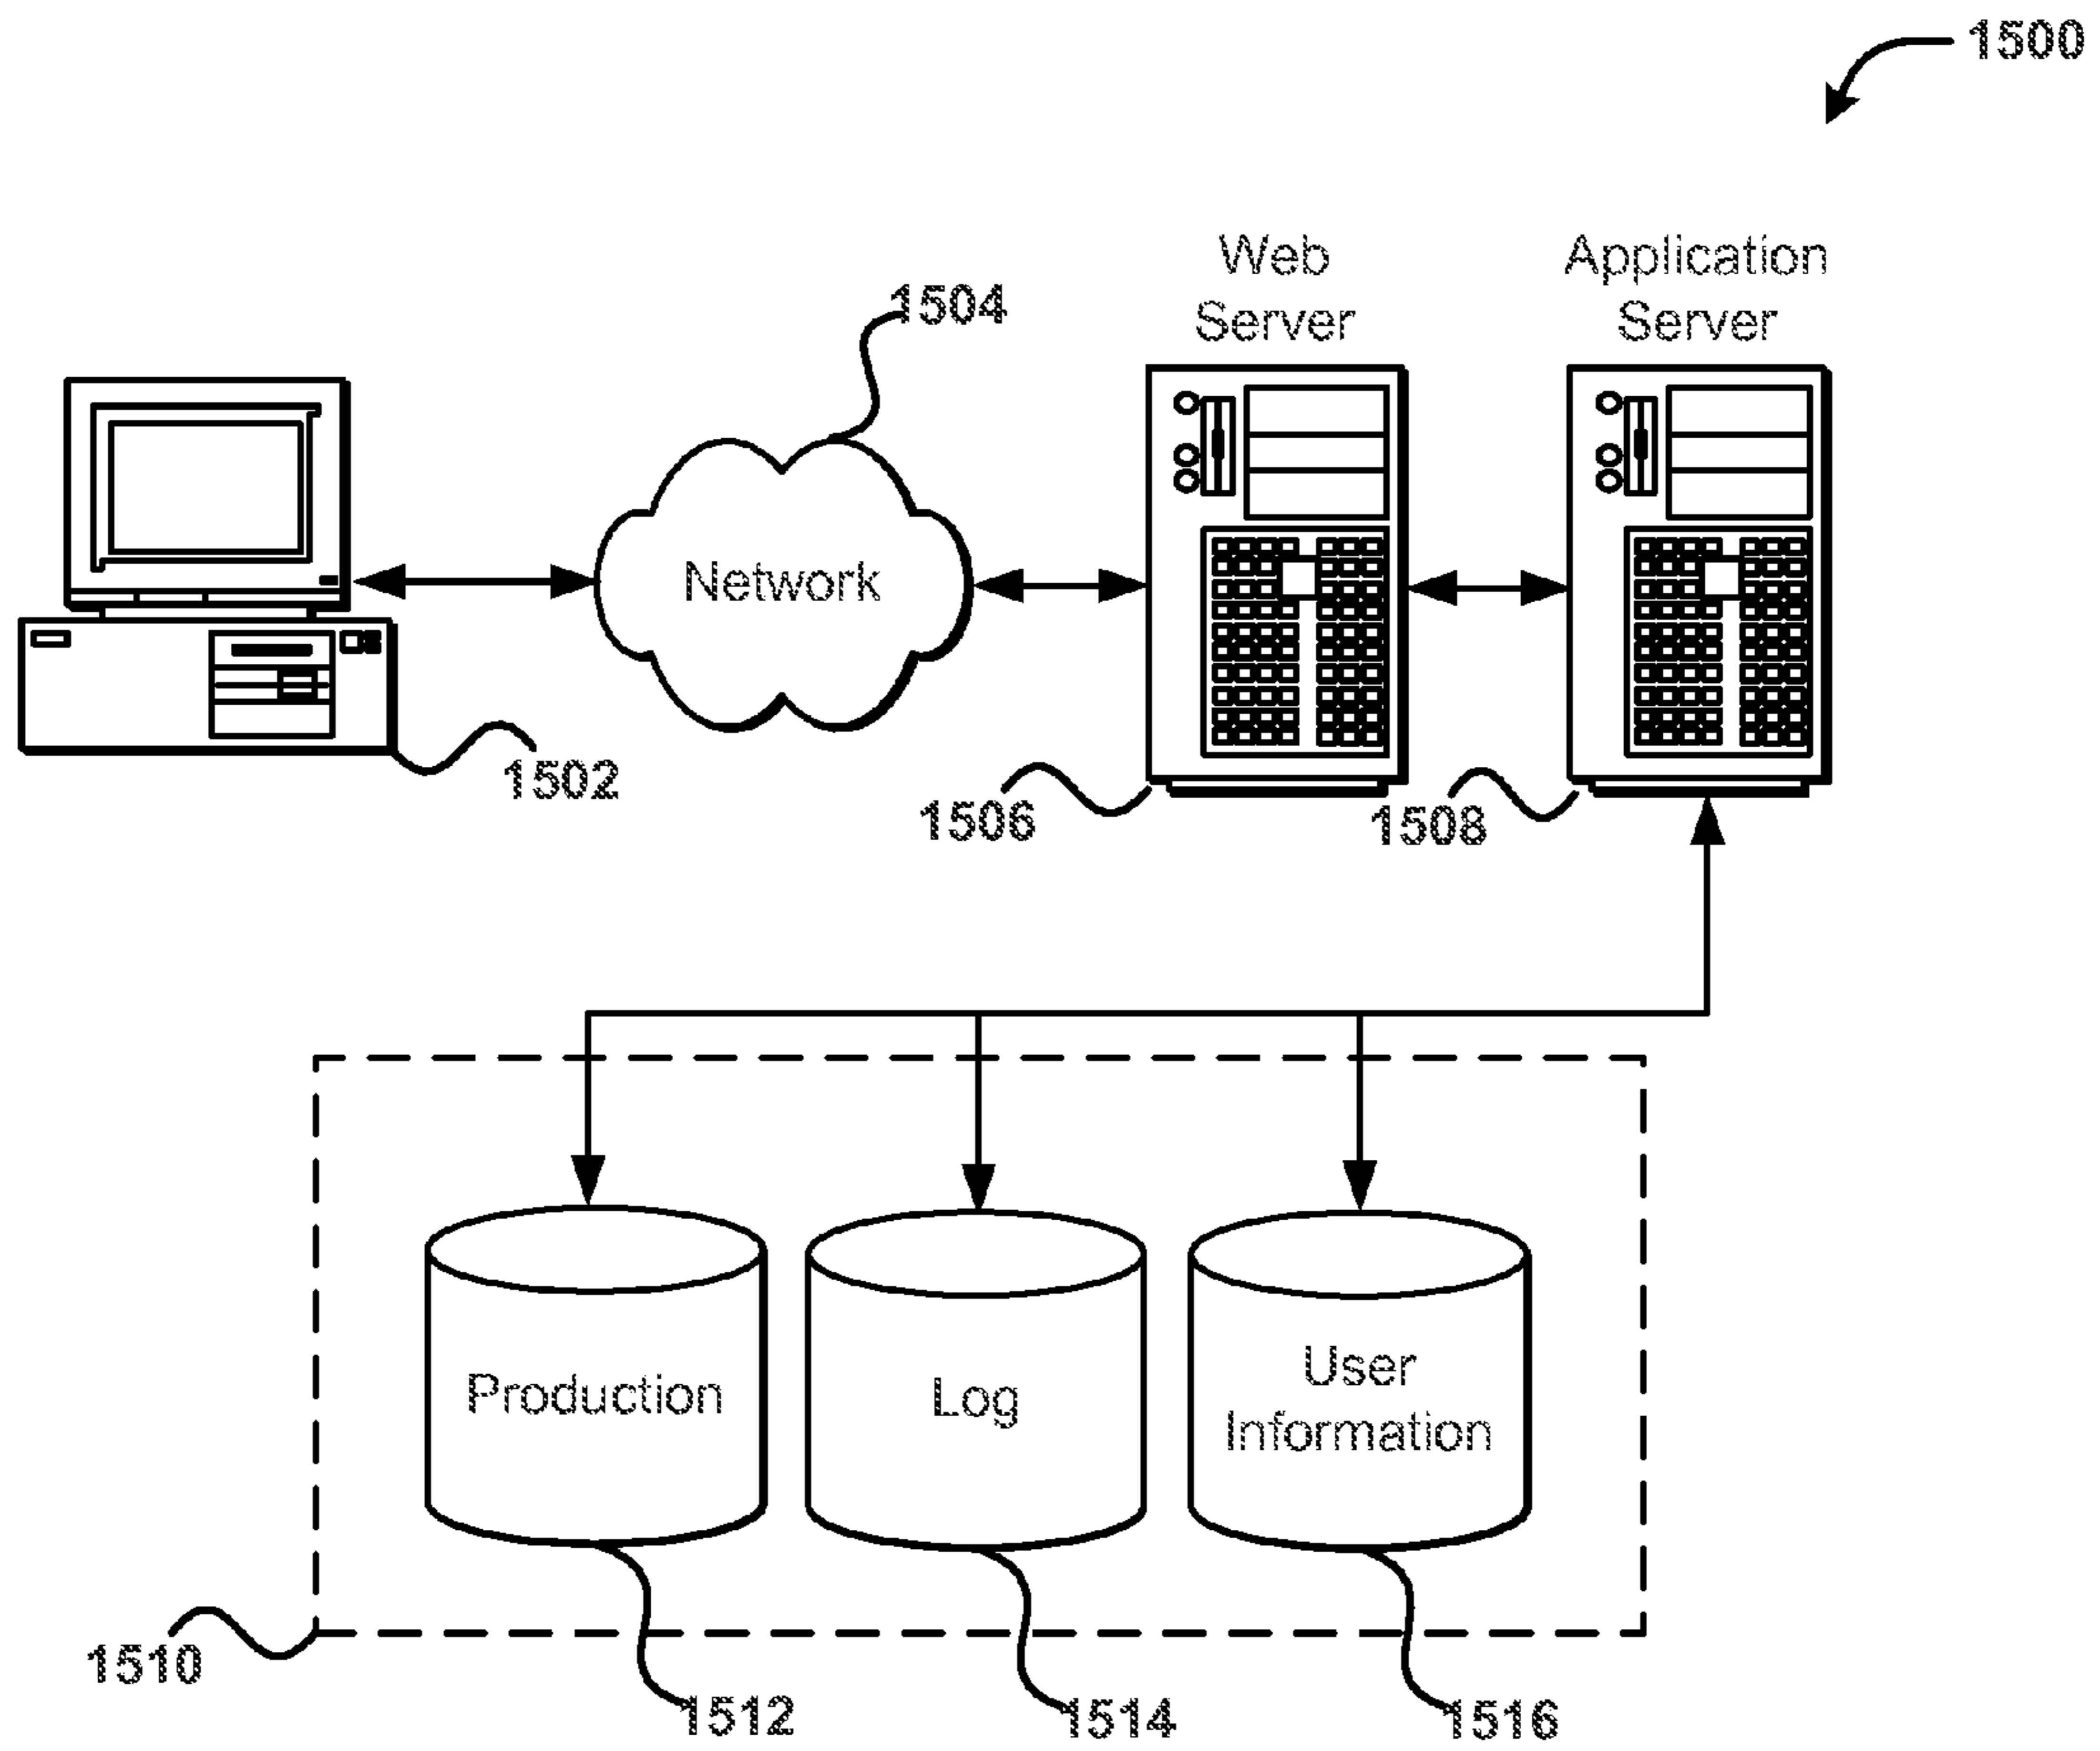 1500
Web
Server
Application
Server
1504
Network
1502
1506
1508
Production
Log
User
Information
1510
1512
1514
1516